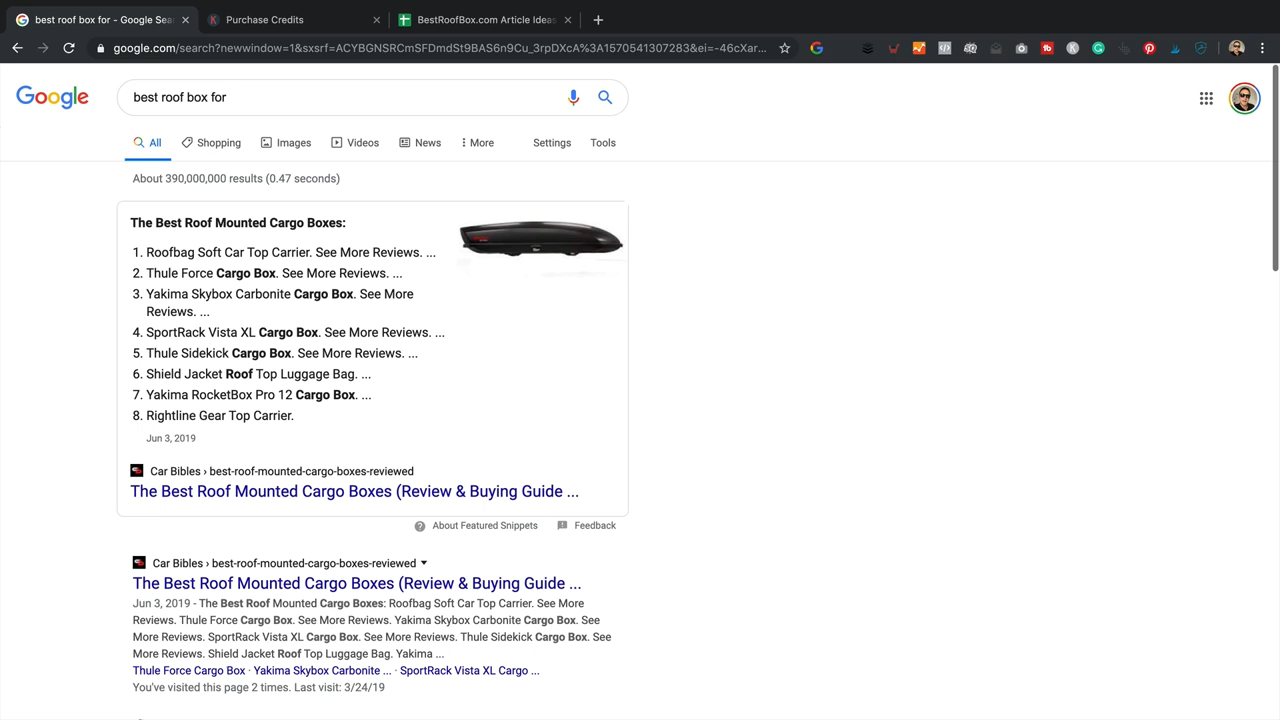 best roof box for - Google Sea
Purchase Credits
BestRoofBox.com Article Ideas
google.com/search?newwindow=1&sxsrf=ACYBGNSRCmSFDmdSt9BAS6n9Cu_3rpDXcA%3A1570541307283&ei=-46cXar...
Google
best roof box for
All
Shopping
Images
Videos
News
More
Settings
Tools
About 390,000,000 results (0.47 seconds)
The Best Roof Mounted Cargo Boxes:
1. Roofbag Soft Car Top Carrier. See More Reviews. ...
2. Thule Force Cargo Box. See More Reviews. ...
3. Yakima Skybox Carbonite Cargo Box. See More
Reviews. ...
4. SportRack Vista XL Cargo Box. See More Reviews. ...
5. Thule Sidekick Cargo Box. See More Reviews. ...
6. Shield Jacket Roof Top Luggage Bag. ...
7. Yakima RocketBox Pro 12 Cargo Box. ...
8. Rightline Gear Top Carrier.
Jun 3, 2019
Car Bibles › best-roof-mounted-cargo-boxes-reviewed
The Best Roof Mounted Cargo Boxes (Review & Buying Guide ...
About Featured Snippets
Feedback
Car Bibles › best-roof-mounted-cargo-boxes-reviewed
The Best Roof Mounted Cargo Boxes (Review & Buying Guide ...
Jun 3, 2019 - The Best Roof Mounted Cargo Boxes: Roofbag Soft Car Top Carrier. See More
Reviews. Thule Force Cargo Box. See More Reviews. Yakima Skybox Carbonite Cargo Box. See
More Reviews. SportRack Vista XL Cargo Box. See More Reviews. Thule Sidekick Cargo Box. See
More Reviews. Shield Jacket Roof Top Luggage Bag. Yakima ...
Thule Force Cargo Box · Yakima Skybox Carbonite ... · SportRack Vista XL Cargo ...
You've visited this page 2 times. Last visit: 3/24/19